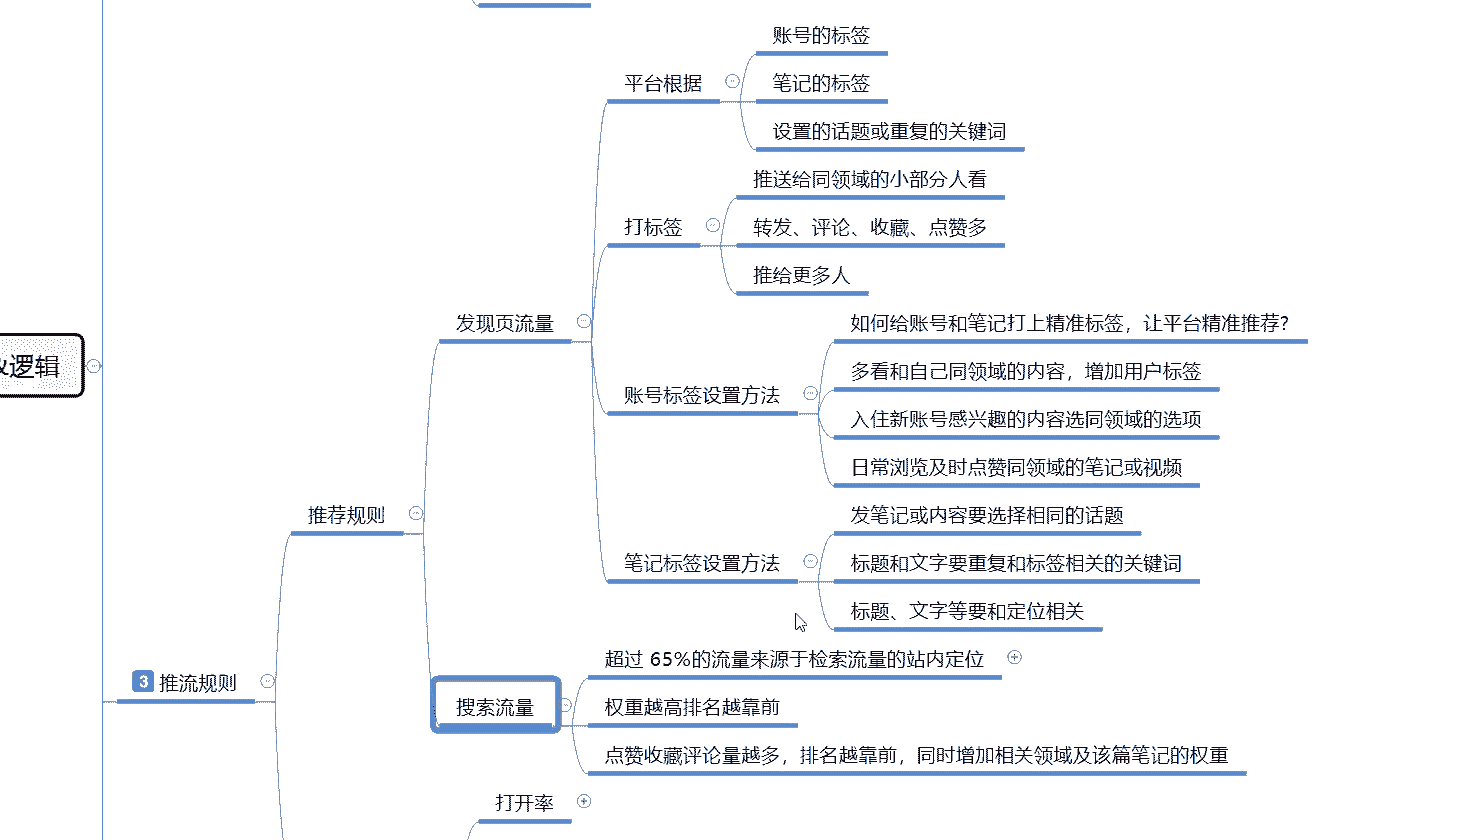 账号的标签
平台根据
笔记的标签
设置的话题或重复的关键词
推送给同领域的小部分人看
打标签
转发、评论、收藏、点赞多
推给更多人
发现页流量
如何给账号和笔记打上精准标签，让平台精准推荐？
&逻辑
多看和自己同领域的内容，增加用户标签
账号标签设置方法
入住新账号感兴趣的内容选同领域的选项
日常浏览及时点赞同领域的笔记或视频
推荐规则
发笔记或内容要选择相同的话题
笔记标签设置方法
标题和文字要重复和标签相关的关键词
标题、文字等要和定位相关
超过 65%的流量来源于检索流量的站内定位
3 推流规则
搜索流量
权重越高排名越靠前
点赞收藏评论量越多，排名越靠前，同时增加相关领域及该篇笔记的权重
打开率